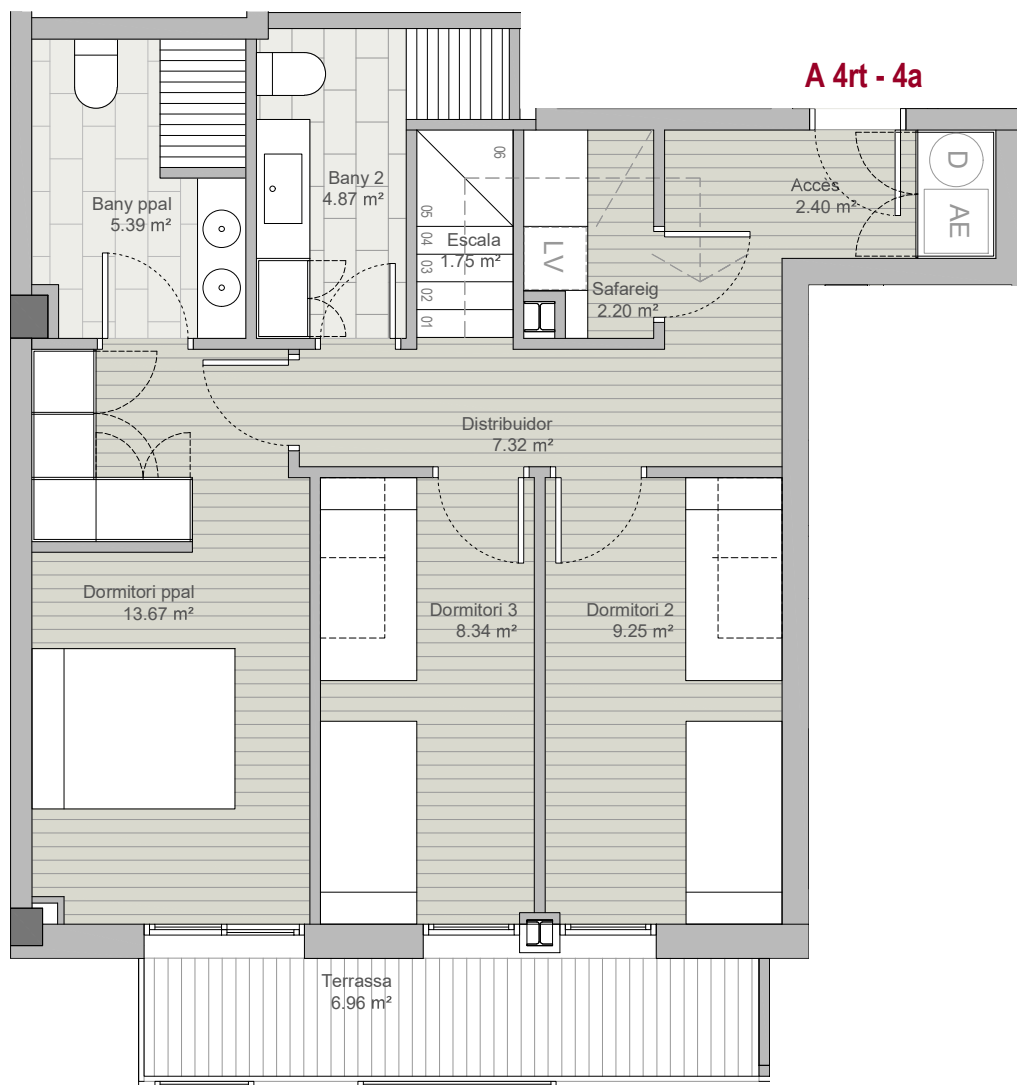 A 4rt - 4a
D
AE
Accès
2.40 m²
Bany 2
4.87 m²
Bany ppal
5.39 m²
06
05
04
03
02
01
Escala
1.75 m²
LV
Safareig
2.20 m²
Distribuidor
7.32 m²
Dormitori ppal
13.67 m²
Dormitori 3
8.34 m²
Dormitori 2
9.25 m²
Terrassa
6.96 m²